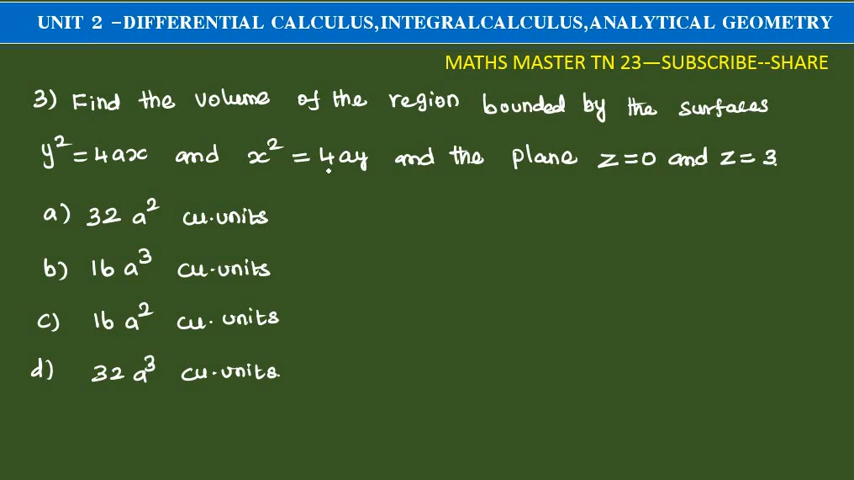 UNIT 2 –DIFFERENTIAL CALCULUS,INTEGRALCALCULUS,ANALYTICAL GEOMETRY
MATHS MASTER TN 23—SUBSCRIBE--SHARE
3) Find the volume of the region bounded by the surfaces
y² = 4ax and x² = 4ay and the plane z=0 and z=3
a) 32 a² cu.units
b) 16 a³ cu.units
c) 16 a² cu. units
d) 32 a³ cu.units